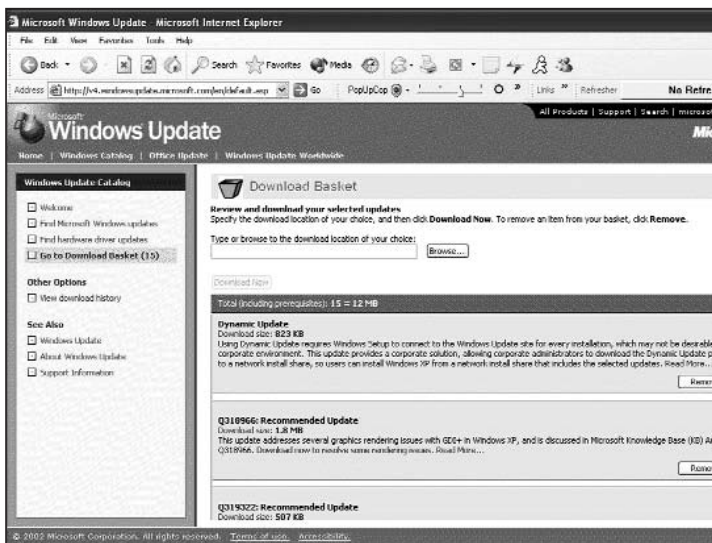 Microsoft Windows Update - Microsoft Internet Explorer
File Edit View Favorites Tools Help
Back Search Favorites Media
Address http://v4.windowsupdate.microsoft.com/en/default.asp Go PopUpCop Links Refresher No Refre
All Products | Support | Search | microsof
Microsoft
Windows Update
Mic
Home | Windows Catalog | Office Update | Windows Update Worldwide
Windows Update Catalog
Welcome
Find Microsoft Windows updates
Find hardware driver updates
Go to Download Basket (15)
Other Options
View download history
See Also
Windows Update
About Windows Update
Support Information
Download Basket
Review and download your selected updates
Specify the download location of your choice, and then click Download Now. To remove an item from your basket, click Remove.
Type or browse to the download location of your choice:
Browse...
Download Now
Total (including prerequisites): 15 = 12 MB
Dynamic Update
Download size: 823 KB
Using Dynamic Update requires Windows Setup to connect to the Windows Update site for every installation, which may not be desirable
corporate environment. This update provides a corporate solution, allowing corporate administrators to download the Dynamic Update p
to a network install share, so users can install Windows XP from a network install share that includes the selected updates. Read More...
Remo
Q318966: Recommended Update
Download size: 1.8 MB
This update addresses several graphics rendering issues with GDI+ in Windows XP, and is discussed in Microsoft Knowledge Base (KB) Ar
Q318966. Download now to resolve some rendering issues. Read More...
Remo
Q319322: Recommended Update
Download size: 507 KB
© 2002 Microsoft Corporation. All rights reserved. Terms of use. Accessibility.